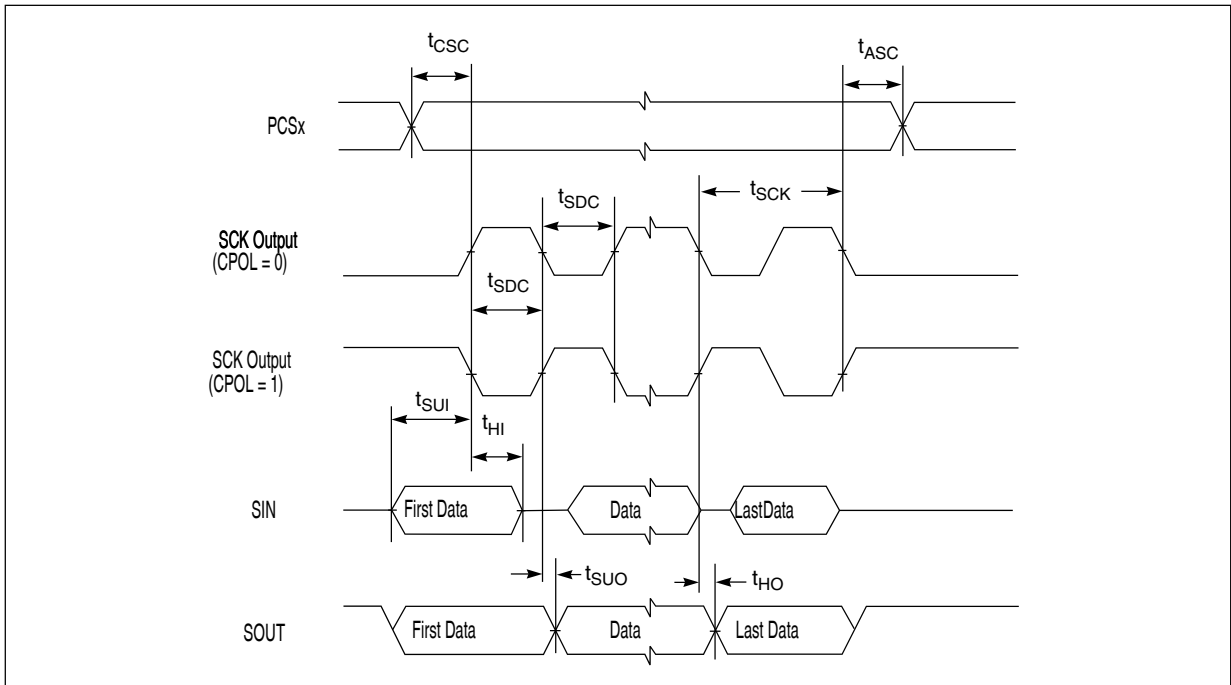 tCSC
tASC
PCSx
tSCK
tSDC
SCK Output
(CPOL = 0)
tSDC
SCK Output
(CPOL = 1)
tSUI
tHI
SIN
First Data
Data
LastData
tSUO
tHO
SOUT
First Data
Data
Last Data